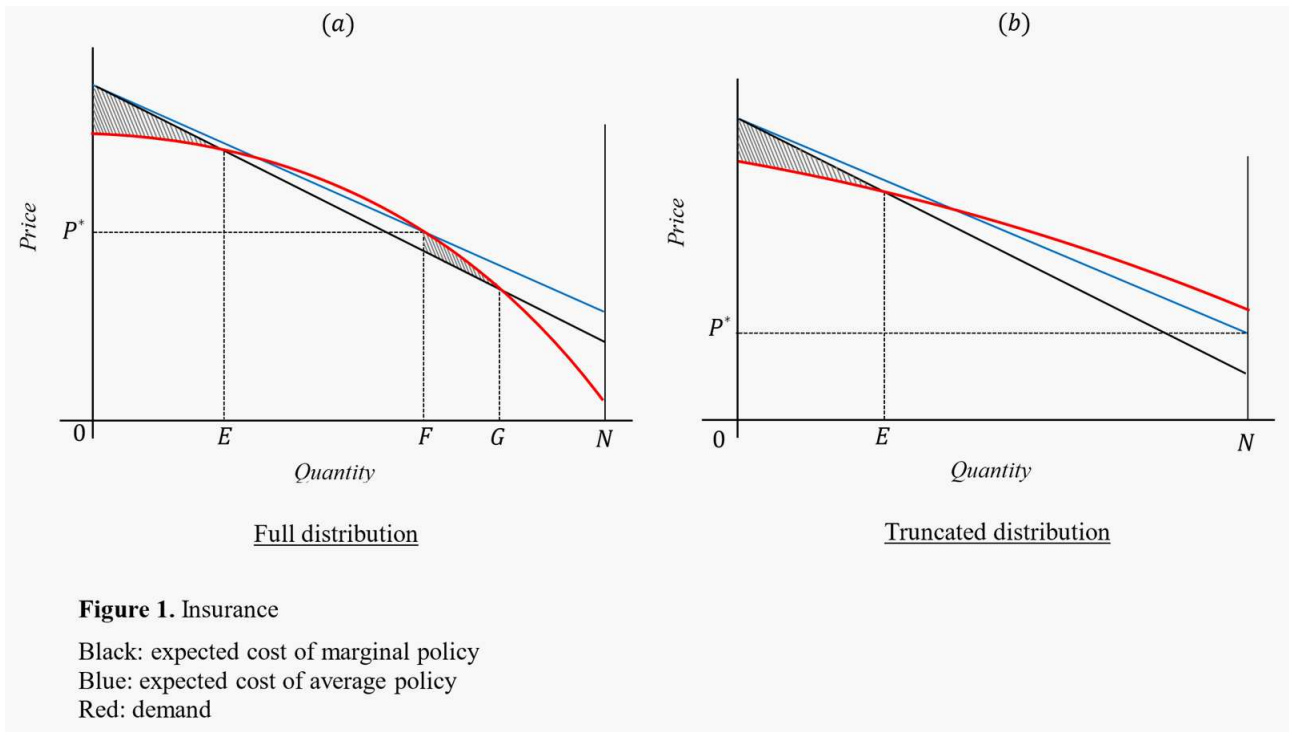 (a)
Price
P*
0
E
F
G
N
Quantity
Full distribution
(b)
Price
P*
0
E
N
Quantity
Truncated distribution
Figure 1. Insurance
Black: expected cost of marginal policy
Blue: expected cost of average policy
Red: demand